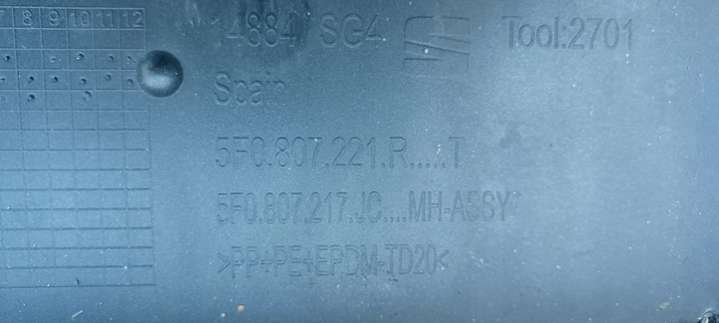 7 8 9 10 11 12
14884 SG4 Tool:2701
Spain
5F0.807.221.R.....T
5F0.807.217.JC....MH-ASSY
>PP+PE+EPDM-TD20<